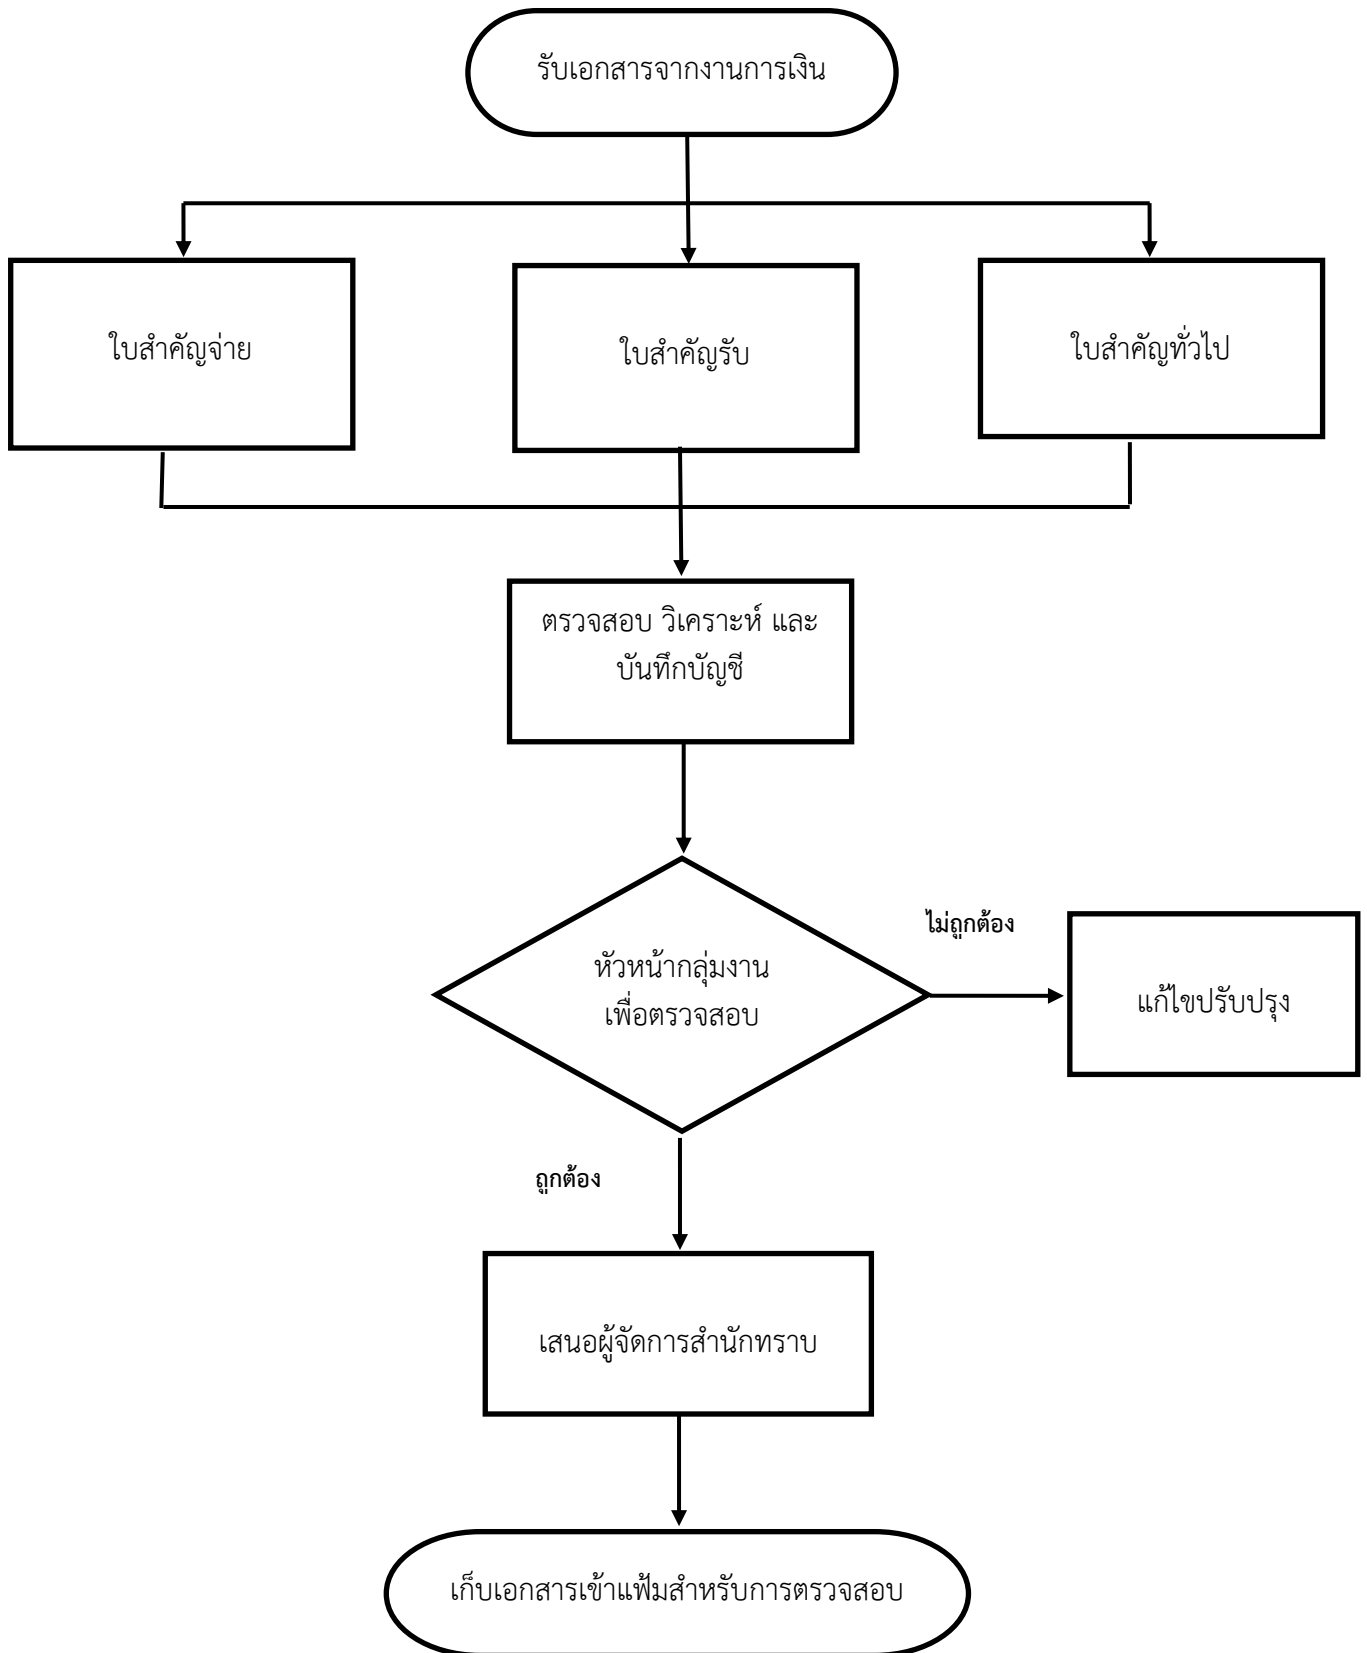 รับเอกสารจากงานการเงิน
ใบสำคัญจ่าย
ใบสำคัญรับ
ใบสำคัญทั่วไป
ตรวจสอบ วิเคราะห์ และ
บันทึกบัญชี
หัวหน้ากลุ่มงาน
เพื่อตรวจสอบ
ไม่ถูกต้อง
แก้ไขปรับปรุง
ถูกต้อง
เสนอผู้จัดการสำนักทราบ
เก็บเอกสารเข้าแฟ้มสำหรับการตรวจสอบ